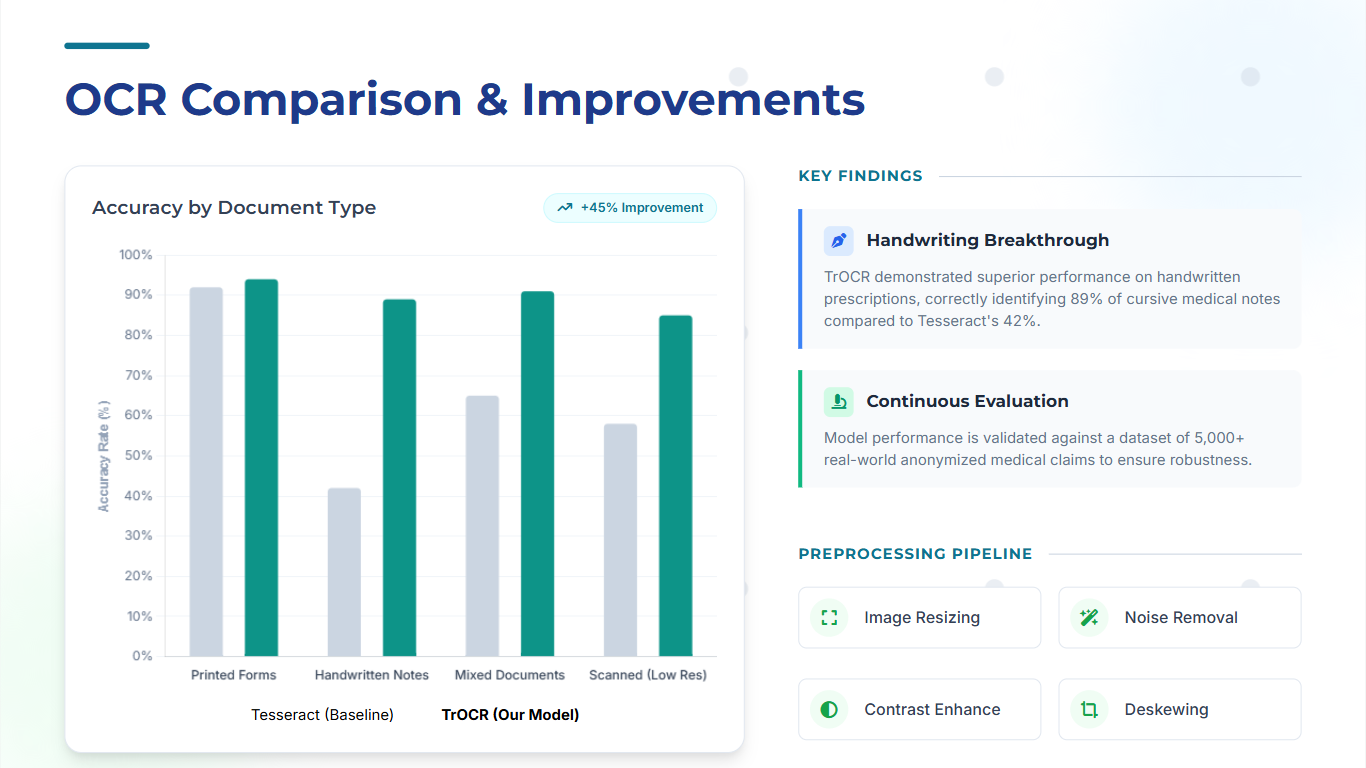 OCR Comparison & Improvements
Accuracy by Document Type
+45% Improvement
Accuracy Rate (%)
100%
90%
80%
70%
60%
50%
40%
30%
20%
10%
0%
Printed Forms
Handwritten Notes
Mixed Documents
Scanned (Low Res)
Tesseract (Baseline)
TrOCR (Our Model)
KEY FINDINGS
Handwriting Breakthrough
TrOCR demonstrated superior performance on handwritten
prescriptions, correctly identifying 89% of cursive medical notes
compared to Tesseract's 42%.
Continuous Evaluation
Model performance is validated against a dataset of 5,000+
real-world anonymized medical claims to ensure robustness.
PREPROCESSING PIPELINE
Image Resizing
Noise Removal
Contrast Enhance
Deskewing